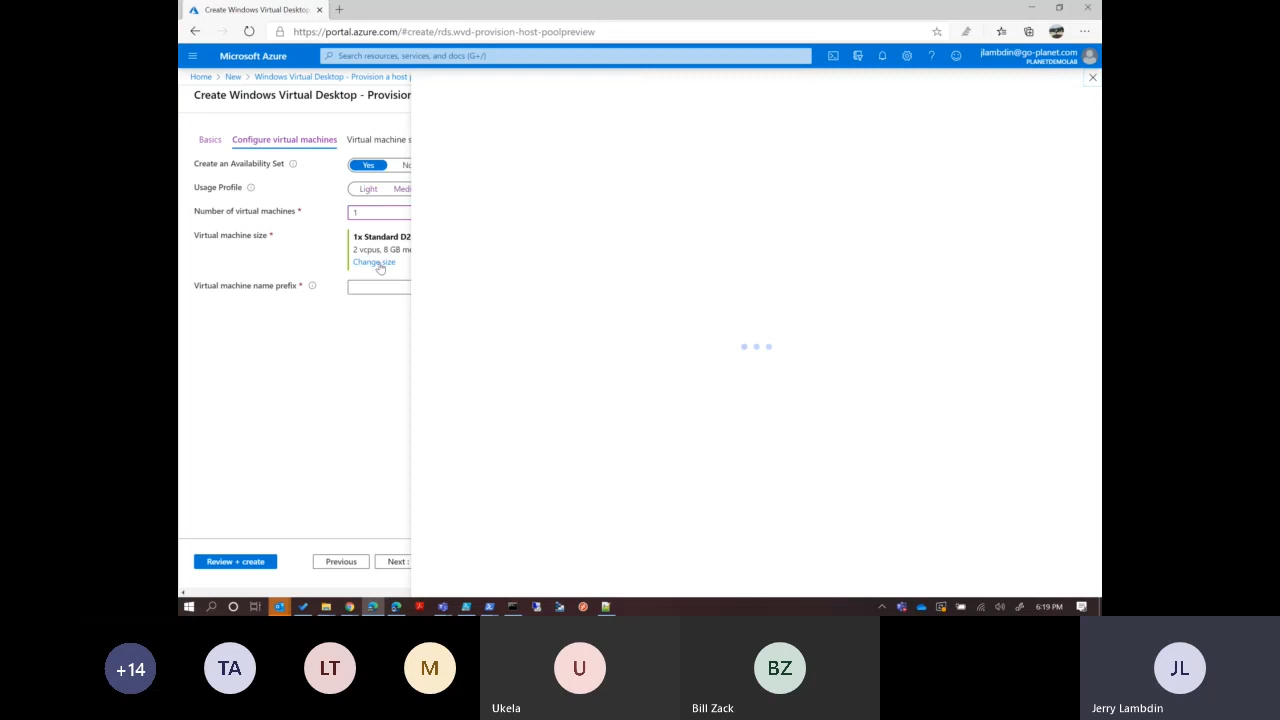 Create Windows Virtual Desktop
https://portal.azure.com/#create/rds.wvd-provision-host-poolpreview
Microsoft Azure
Search resources, services, and docs (G+/)
jlambdin@go-planet.com
PLANETDEMOLAB
Home > New > Windows Virtual Desktop - Provision a host
Create Windows Virtual Desktop - Provision
Basics Configure virtual machines Virtual machine s
Create an Availability Set Yes No
Usage Profile Light Medi
Number of virtual machines * 1
Virtual machine size * 1x Standard D2
2 vcpus, 8 GB me
Change size
Virtual machine name prefix *
Review + create Previous Next :
6:19 PM
+14 TA LT M U BZ JL
Ukela Bill Zack Jerry Lambdin